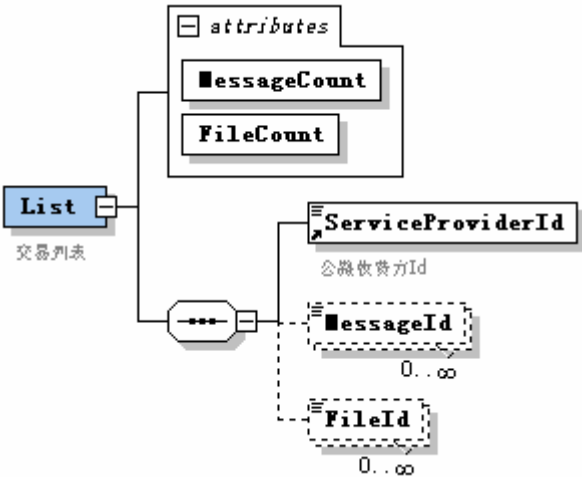 attributes
MessageCount
FileCount
List
交易列表
ServiceProviderId
公路收费方Id
MessageId
0..∞
FileId
0..∞